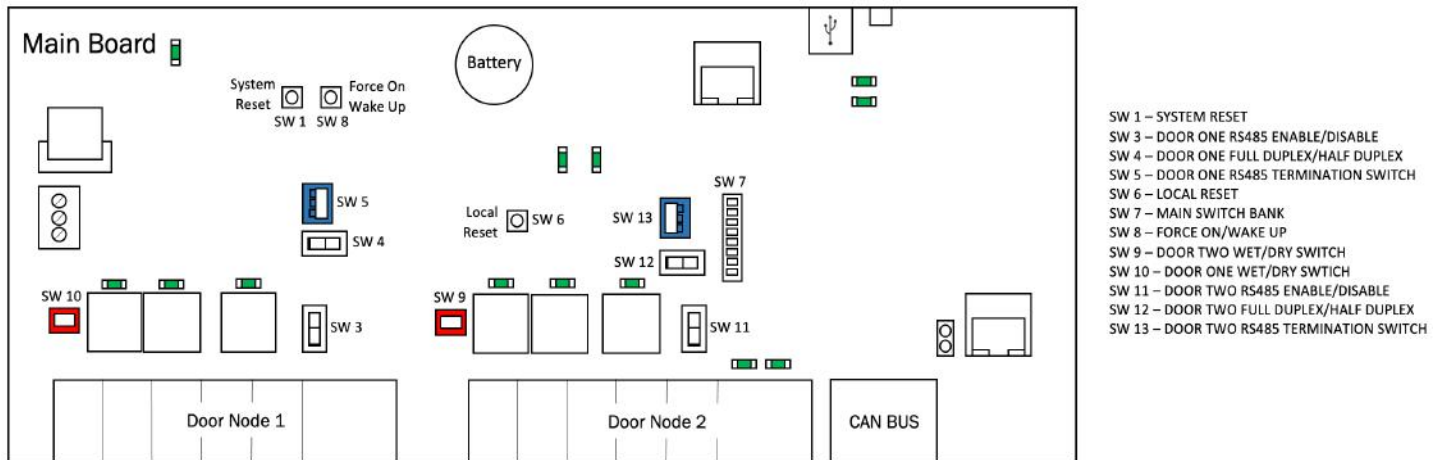 Main Board
Battery
System
Reset
Force On
Wake Up
SW 1
SW 8
SW 5
SW 4
Local
Reset
SW 6
SW 13
SW 7
SW 12
SW 10
SW 3
SW 9
SW 11
Door Node 1
Door Node 2
CAN BUS
SW 1 – SYSTEM RESET
SW 3 – DOOR ONE RS485 ENABLE/DISABLE
SW 4 – DOOR ONE FULL DUPLEX/HALF DUPLEX
SW 5 – DOOR ONE RS485 TERMINATION SWITCH
SW 6 – LOCAL RESET
SW 7 – MAIN SWITCH BANK
SW 8 – FORCE ON/WAKE UP
SW 9 – DOOR TWO WET/DRY SWITCH
SW 10 – DOOR ONE WET/DRY SWTICH
SW 11 – DOOR TWO RS485 ENABLE/DISABLE
SW 12 – DOOR TWO FULL DUPLEX/HALF DUPLEX
SW 13 – DOOR TWO RS485 TERMINATION SWITCH